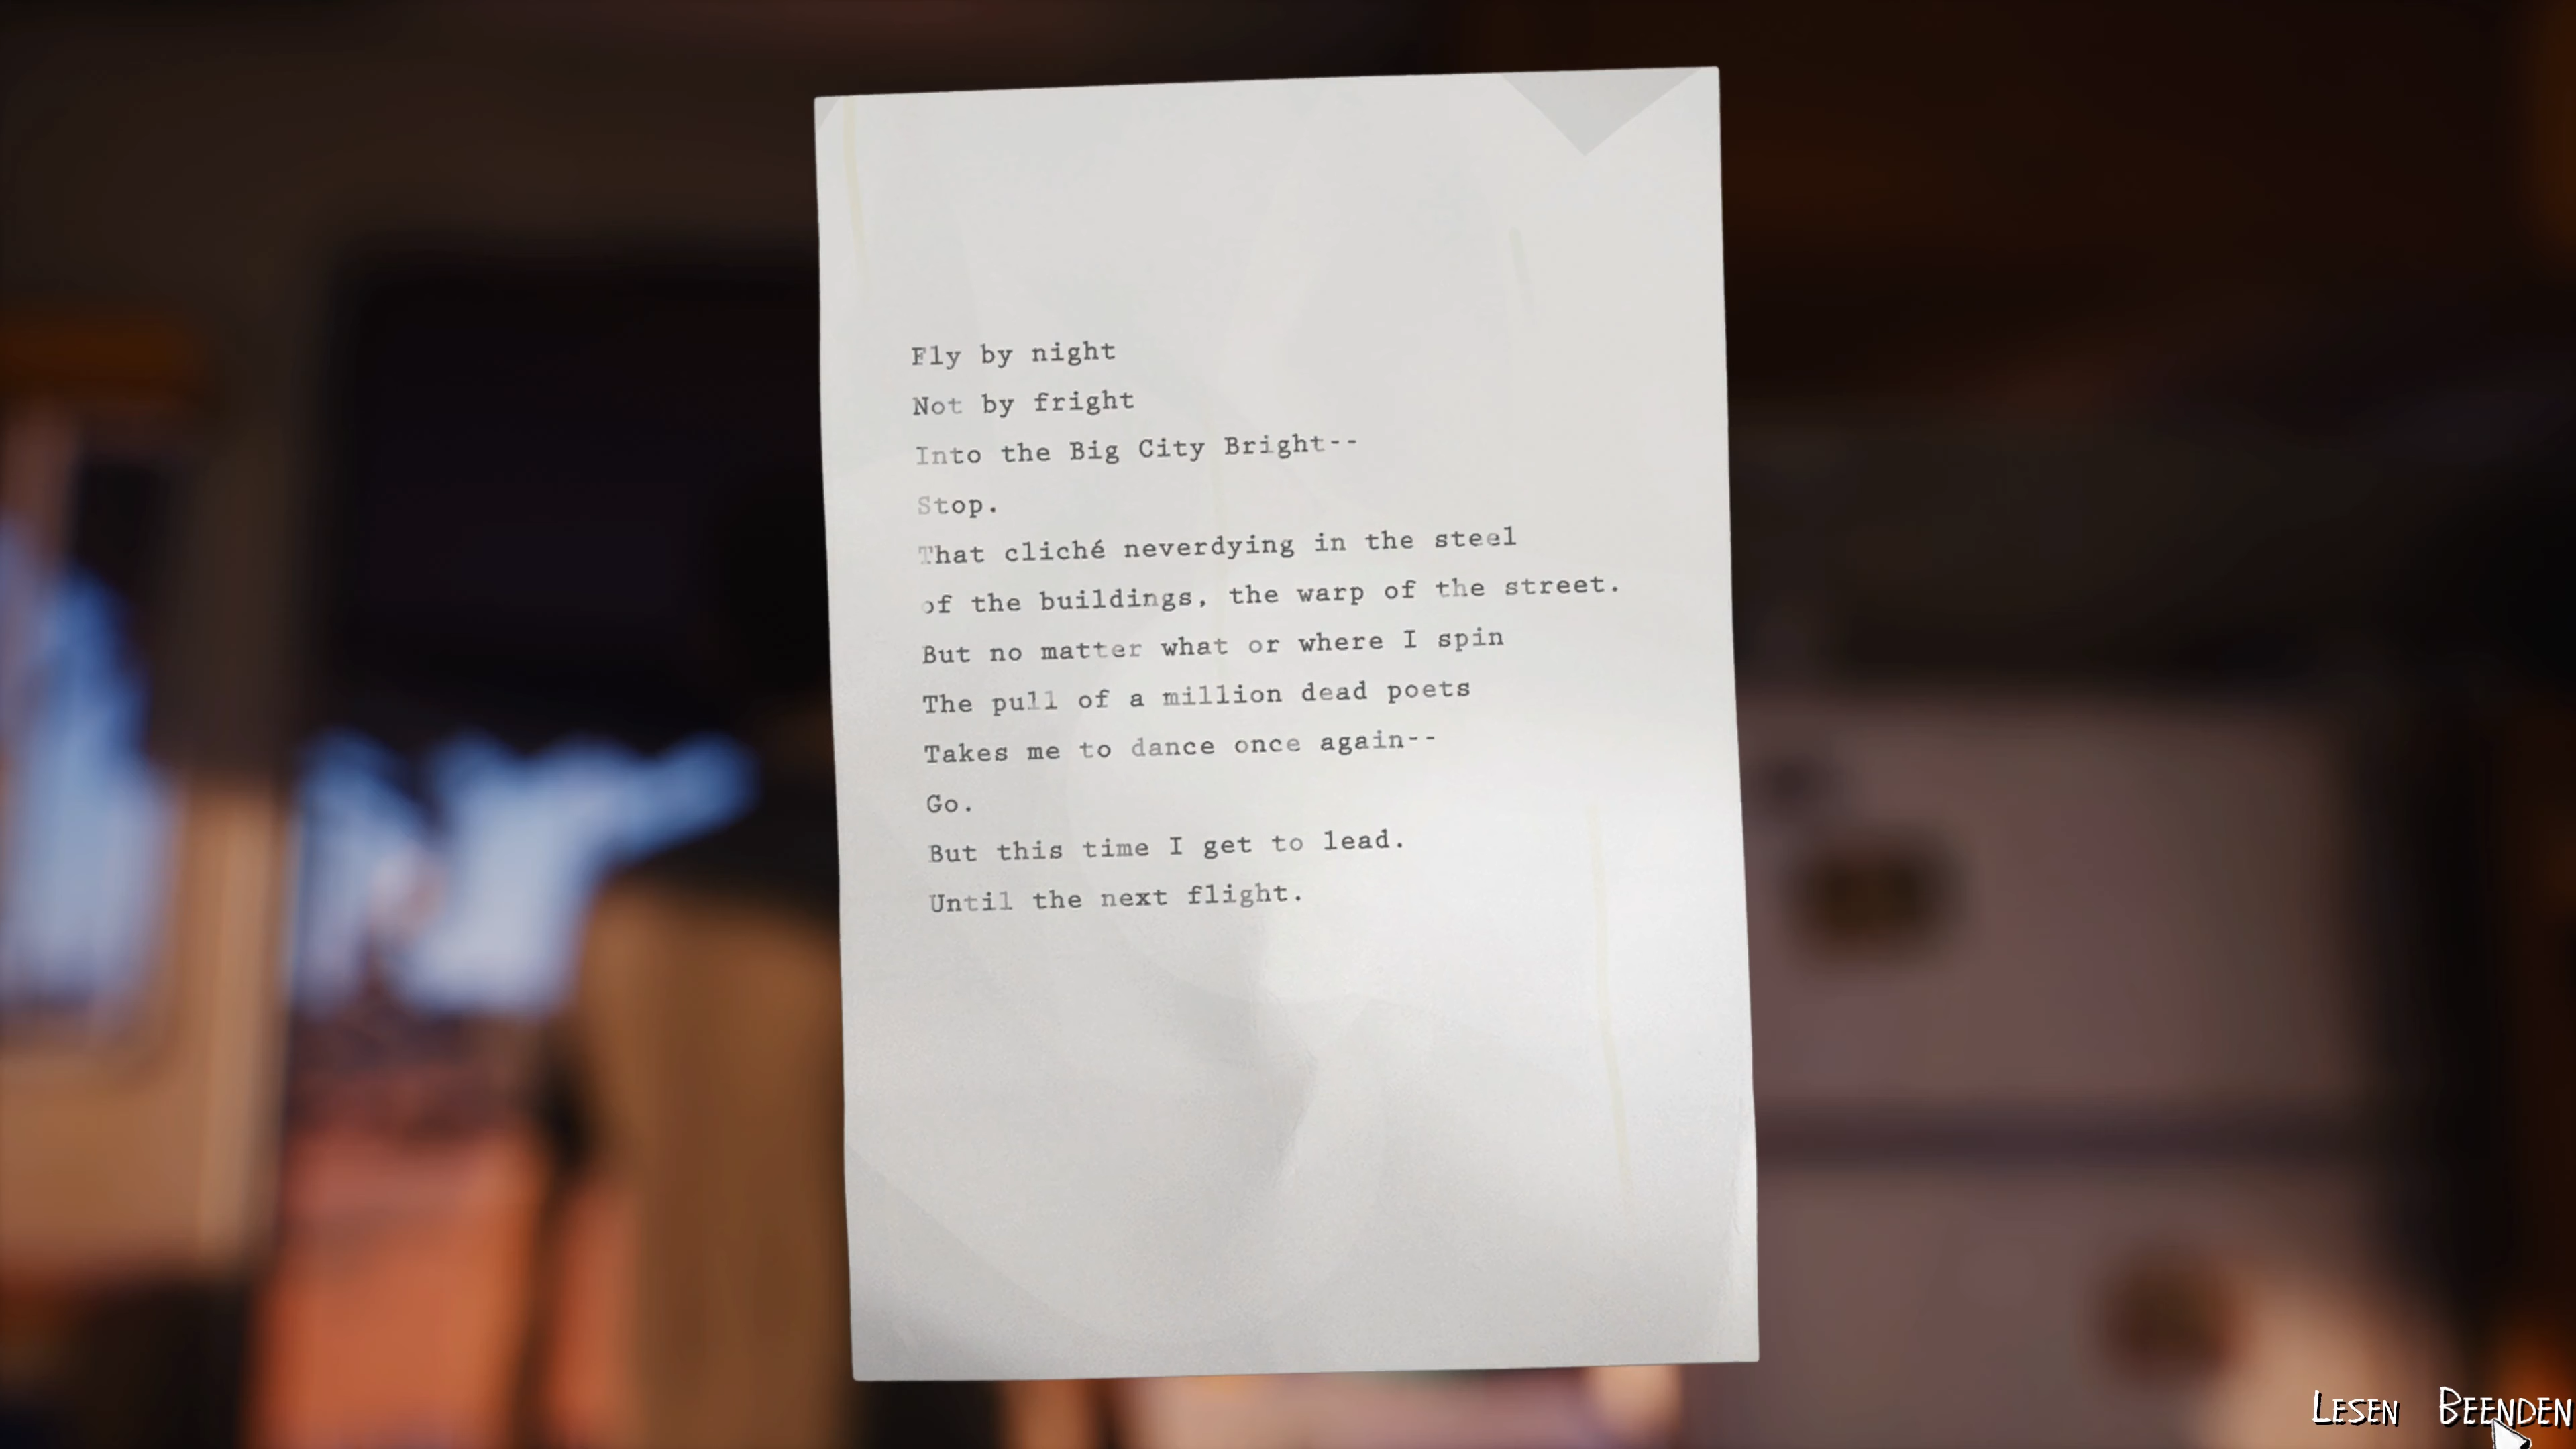 Fly by night
Not by fright
Into the Big City Bright--
Stop.
That cliché neverdying in the steel
of the buildings, the warp of the street.
But no matter what or where I spin
The pull of a million dead poets
Takes me to dance once again--
Go.
But this time I get to lead.
Until the next flight.
LESEN BEENDEN